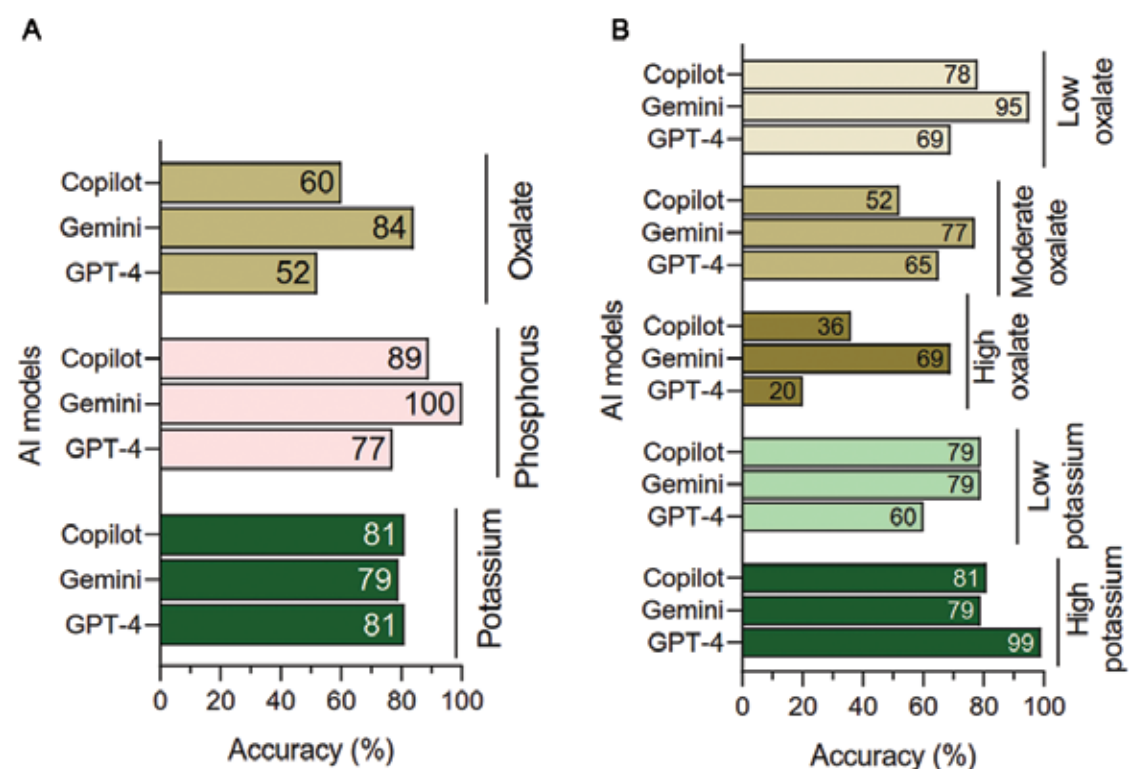 A
Copilot
60
Gemini
84
GPT-4
52
Oxalate
Copilot
89
Gemini
100
GPT-4
77
Phosphorus
Copilot
81
Gemini
79
GPT-4
81
Potassium
AI models
0 20 40 60 80 100
Accuracy (%)
B
Copilot
78
Gemini
95
GPT-4
69
Low
oxalate
Copilot
52
Gemini
77
GPT-4
65
Moderate
oxalate
Copilot
36
Gemini
69
GPT-4
20
High
oxalate
Copilot
79
Gemini
79
GPT-4
60
Low
potassium
Copilot
81
Gemini
79
GPT-4
99
High
potassium
AI models
0 20 40 60 80 100
Accuracy (%)